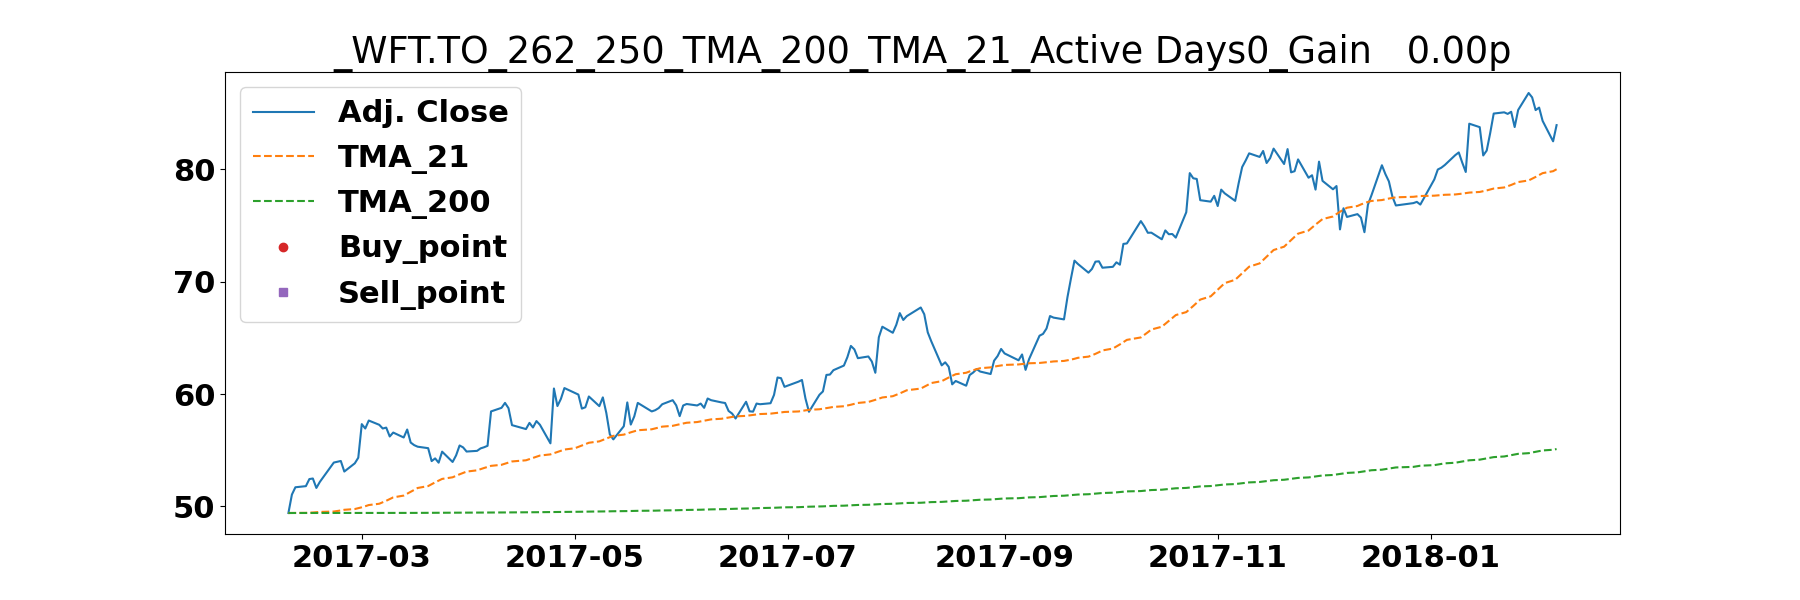 _WFT.TO_262_250_TMA_200_TMA_21_Active Days0_Gain   0.00p
Adj. Close
TMA_21
TMA_200
Buy_point
Sell_point
80
70
60
50
2017-03
2017-05
2017-07
2017-09
2017-11
2018-01